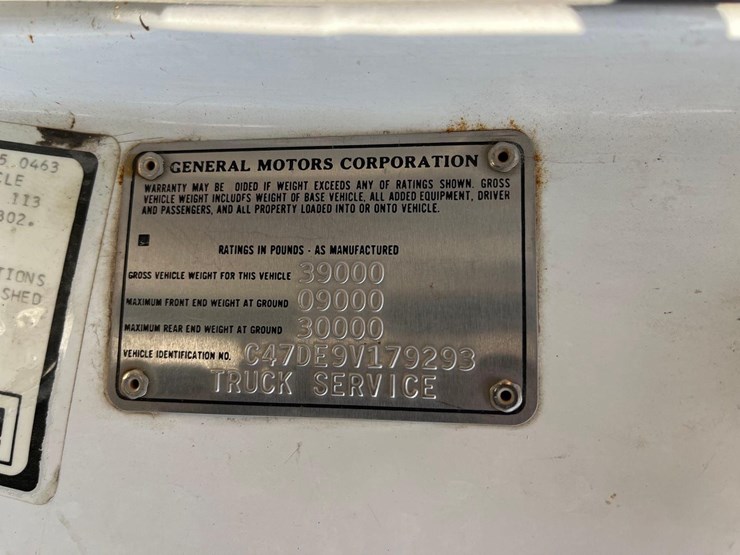 5 0463
CLE
113
302.
TIONS
SHED
GENERAL MOTORS CORPORATION
WARRANTY MAY BE OIDED IF WEIGHT EXCEEDS ANY OF RATINGS SHOWN. GROSS
VEHICLE WEIGHT INCLUDES WEIGHT OF BASE VEHICLE, ALL ADDED EQUIPMENT, DRIVER
AND PASSENGERS, AND ALL PROPERTY LOADED INTO OR ONTO VEHICLE.
RATINGS IN POUNDS - AS MANUFACTURED
GROSS VEHICLE WEIGHT FOR THIS VEHICLE 39000
MAXIMUM FRONT END WEIGHT AT GROUND 09000
MAXIMUM REAR END WEIGHT AT GROUND 30000
VEHICLE IDENTIFICATION NO. C47DE9V179293
TRUCK SERVICE